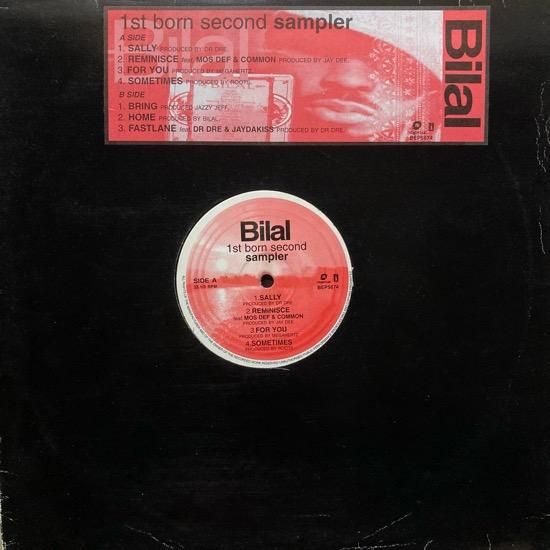 1st born second sampler
A SIDE
1. SALLY PRODUCED BY DR DRE.
2. REMINISCE feat. MOS DEF & COMMON PRODUCED BY JAY DEE.
3. FOR YOU PRODUCED BY MEGAHERTZ
4. SOMETIMES PRODUCED BY ROOTS.
B SIDE
1. BRING PRODUCED JAZZY JEFF.
2. HOME PRODUCED BY BILAL.
3. FASTLANE feat. DR DRE & JAYDAKISS PRODUCED BY DR DRE.
Bilal
BEP5674
Bilal
1st born second
sampler
SIDE A
33 1/3 RPM
BEP5674
1.SALLY
PRODUCED BY DR DRE.
2.REMINISCE
feat MOS DEF & COMMON
PRODUCED BY JAY DEE.
3.FOR YOU
PRODUCED BY MEGAHERTZ
4.SOMETIMES
PRODUCED BY ROOTS